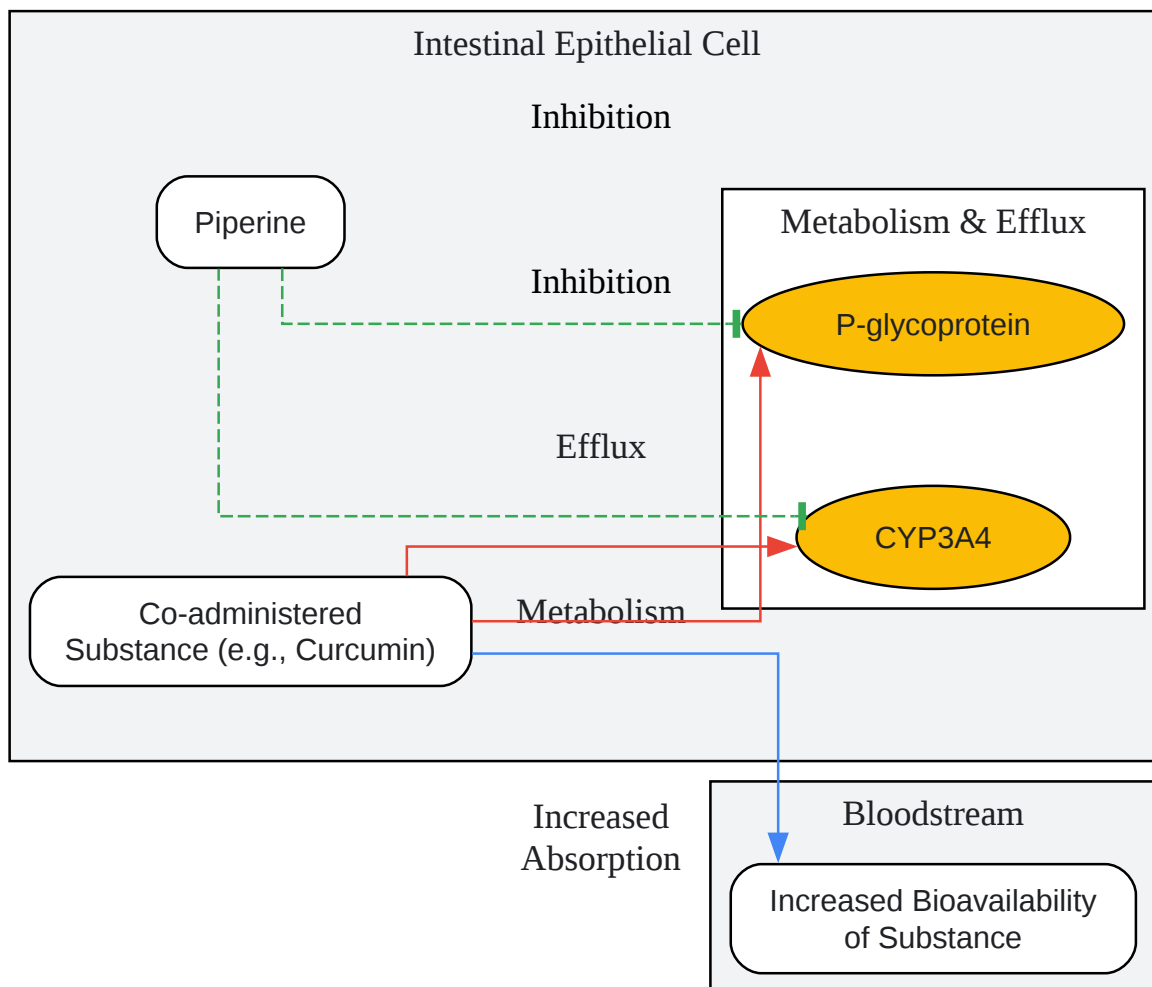 Intestinal Epithelial Cell
Inhibition
Piperine
Metabolism & Efflux
Inhibition
P-glycoprotein
Efflux
CYP3A4
Co-administered
Substance (e.g., Curcumin)
Metabolism
Increased
Absorption
Bloodstream
Increased Bioavailability
of Substance